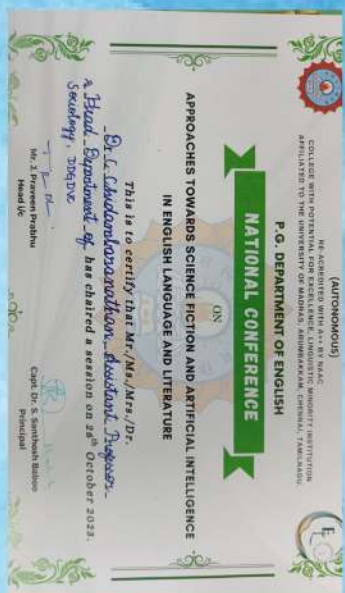 (AUTONOMOUS)
RE-ACCREDITED WITH A++ BY NAAC
COLLEGE WITH POTENTIAL FOR EXCELLENCE, LINGUISTIC MINORITY INSTITUTION
AFFILIATED TO THE UNIVERSITY OF MADRAS, ARUMBAKKAM, CHENNAI, TAMILNADU.
P.G. DEPARTMENT OF ENGLISH
NATIONAL CONFERENCE
ON
APPROACHES TOWARDS SCIENCE FICTION AND ARTIFICIAL INTELLIGENCE
IN ENGLISH LANGUAGE AND LITERATURE
This is to certify that Mr./Ms./Mrs./Dr.
Dr. C. Chidambaranathan, Assistant Professor
& Head, Department of has chaired a session on 26th October 2023.
Sociology, DDGDVC
Mr. J. Praveen Prabhu
Head i/c
Capt. Dr. S. Santhosh Baboo
Principal